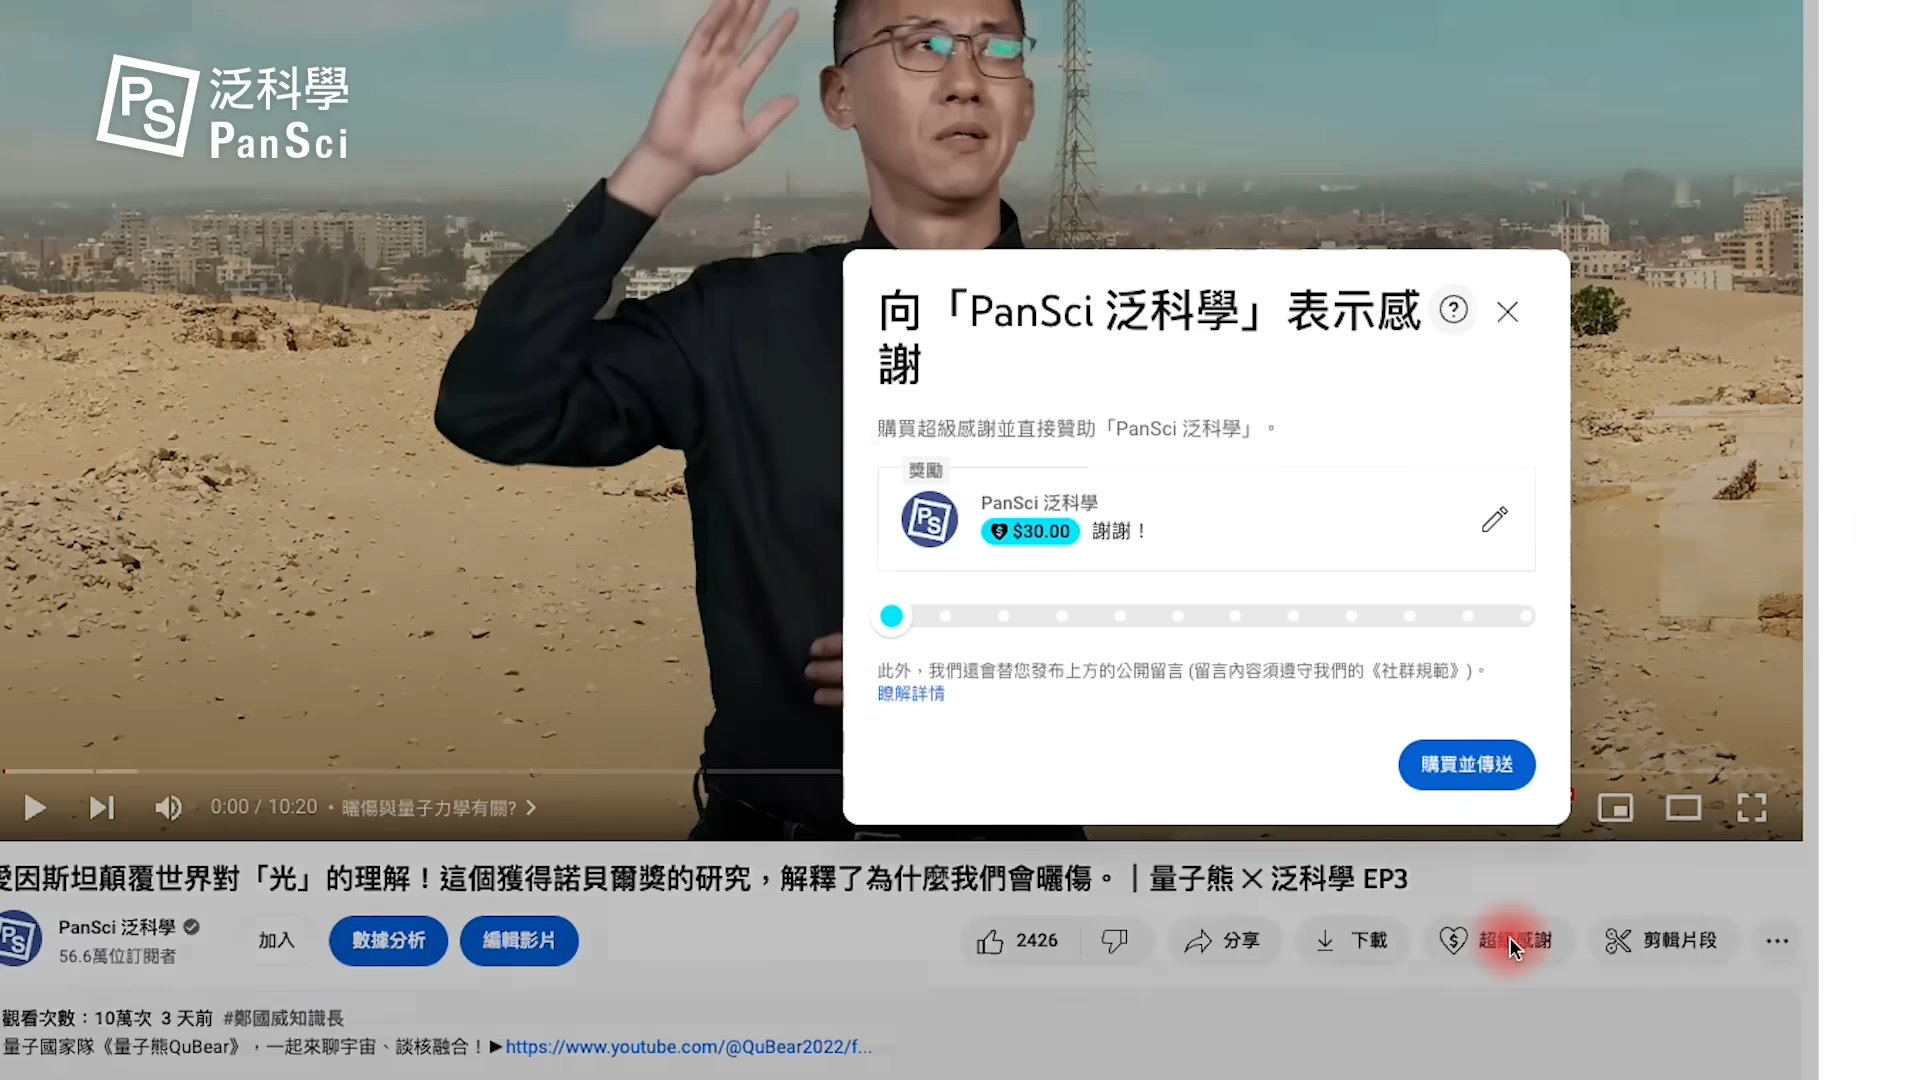 PS 泛科學
PanSci
向「PanSci 泛科學」表示感
謝
購買超級感謝並直接贊助「PanSci 泛科學」。
獎勵
PS
PanSci 泛科學
$30.00 謝謝！
此外，我們還會替您發布上方的公開留言 (留言內容須遵守我們的《社群規範》)。
瞭解詳情
購買並傳送
0:00 / 10:20 • 曬傷與量子力學有關?
愛因斯坦顛覆世界對「光」的理解！這個獲得諾貝爾獎的研究，解釋了為什麼我們會曬傷。｜量子熊 ✕ 泛科學 EP3
PS
PanSci 泛科學
56.6萬位訂閱者
加入
數據分析
編輯影片
2426
分享
下載
超級感謝
剪輯片段
觀看次數：10萬次 3 天前 #鄭國威知識長
量子國家隊《量子熊QuBear》，一起來聊宇宙、談核融合！▶https://www.youtube.com/@QuBear2022/f...